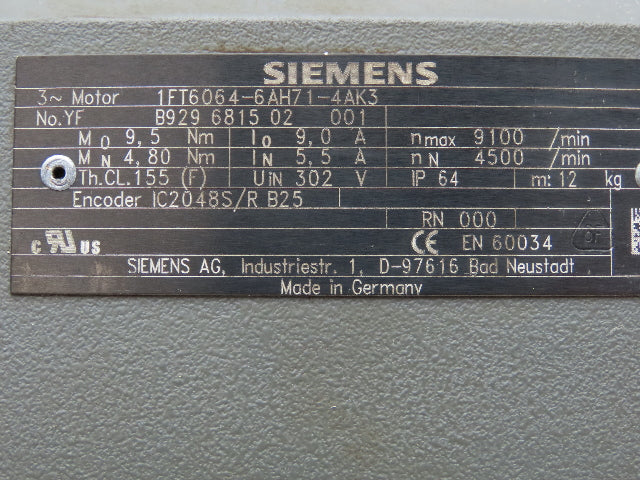 SIEMENS
3~ Motor 1FT6064-6AH71-4AK3
No.YF B929 6815 02 001
M0 9,5 Nm I0 9,0 A nmax 9100 /min
MN 4,80 Nm IN 5,5 A nN 4500 /min
Th.CL.155 (F) UIN 302 V IP 64 m: 12 kg
Encoder IC2048S/R B25
RN 000
c RU US CE EN 60034
SIEMENS AG, Industriestr. 1, D-97616 Bad Neustadt
Made in Germany